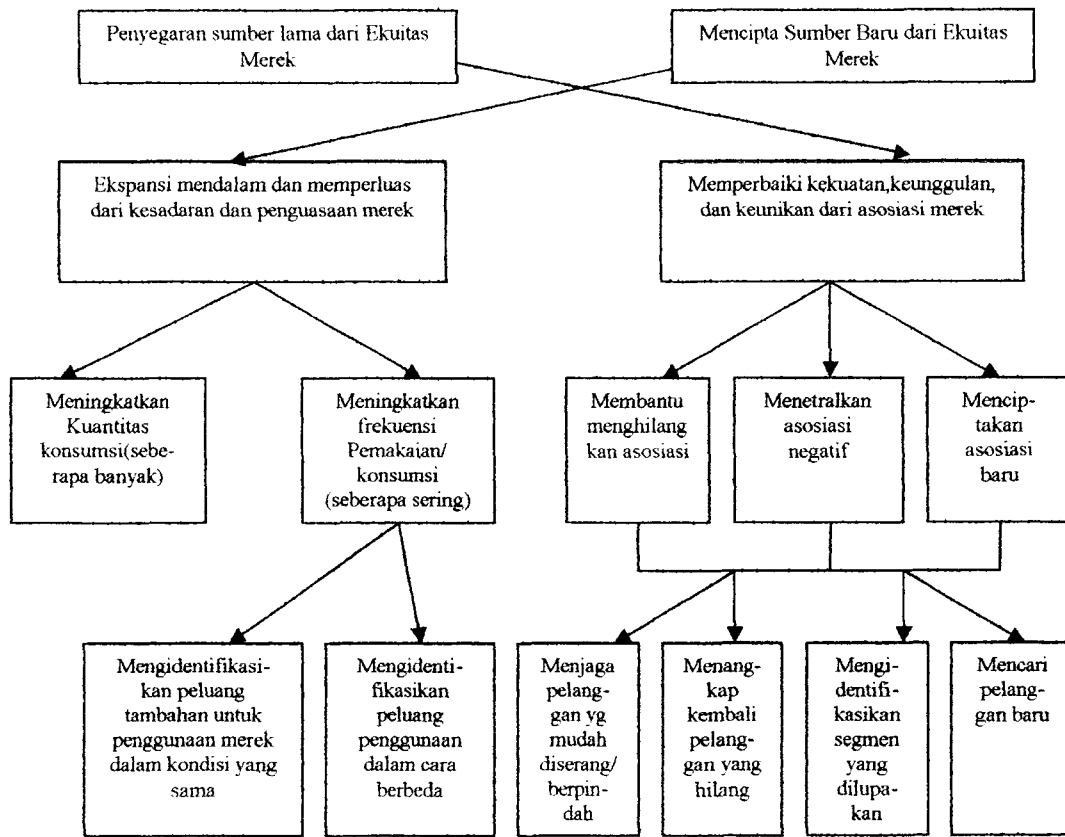 Penyegaran sumber lama dari Ekuitas
Merek
Mencipta Sumber Baru dari Ekuitas
Merek
Ekspansi mendalam dan memperluas
dari kesadaran dan penguasaan merek
Memperbaiki kekuatan,keunggulan,
dan keunikan dari asosiasi merek
Meningkatkan
Kuantitas
konsumsi(sebe-
rapa banyak)
Meningkatkan
frekuensi
Pemakaian/
konsumsi
(seberapa sering)
Membantu
menghilang
kan asosiasi
Menetralkan
asosiasi
negatif
Mencip-
takan
asosiasi
baru
Mengidentifikasi-
kan peluang
tambahan untuk
penggunaan merek
dalam kondisi yang
sama
Mengidenti-
fikasikan
peluang
penggunaan
dalam cara
berbeda
Menjaga
pelang-
gan yg
mudah
diserang/
berpin-
dah
Menang-
kap
kembali
pelang-
gan yang
hilang
Mengi-
dentifi-
kasikan
segmen
yang
dilupa-
kan
Mencari
pelang-
gan baru